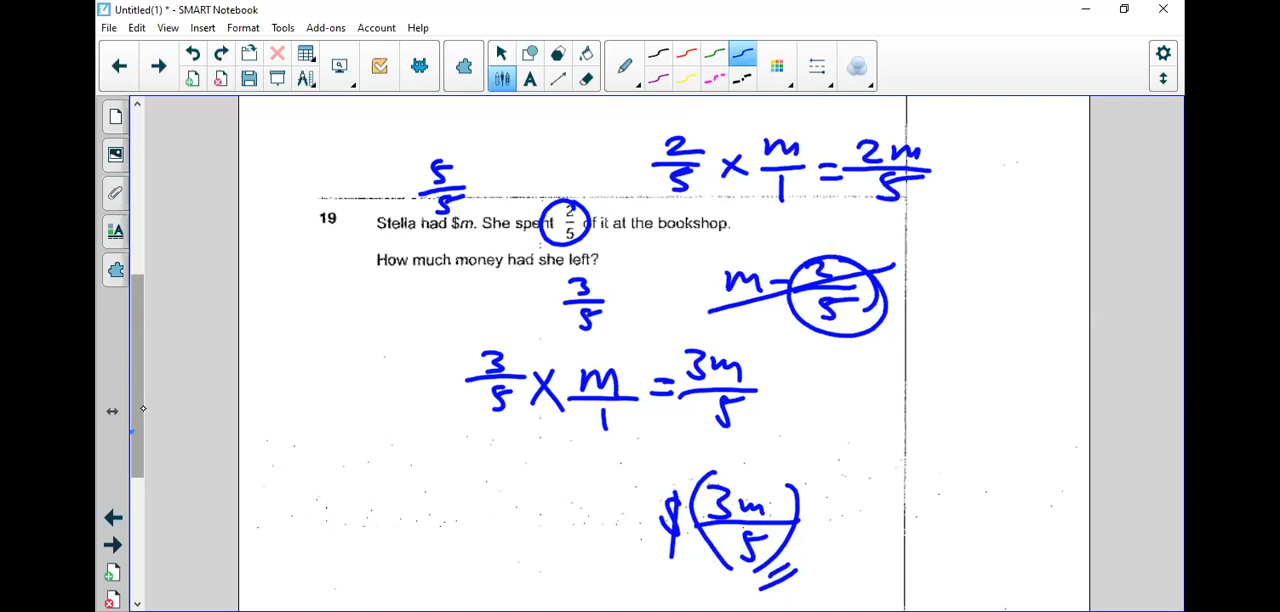 Untitled(1) * - SMART Notebook
File Edit View Insert Format Tools Add-ons Account Help
2/5 × m/1 = 2m/5
5/5
19 Stella had $m. She spent 2/5 of it at the bookshop.
How much money had she left?
3/5
m - 3/5
3/5 × m/1 = 3m/5
$(3m/5)